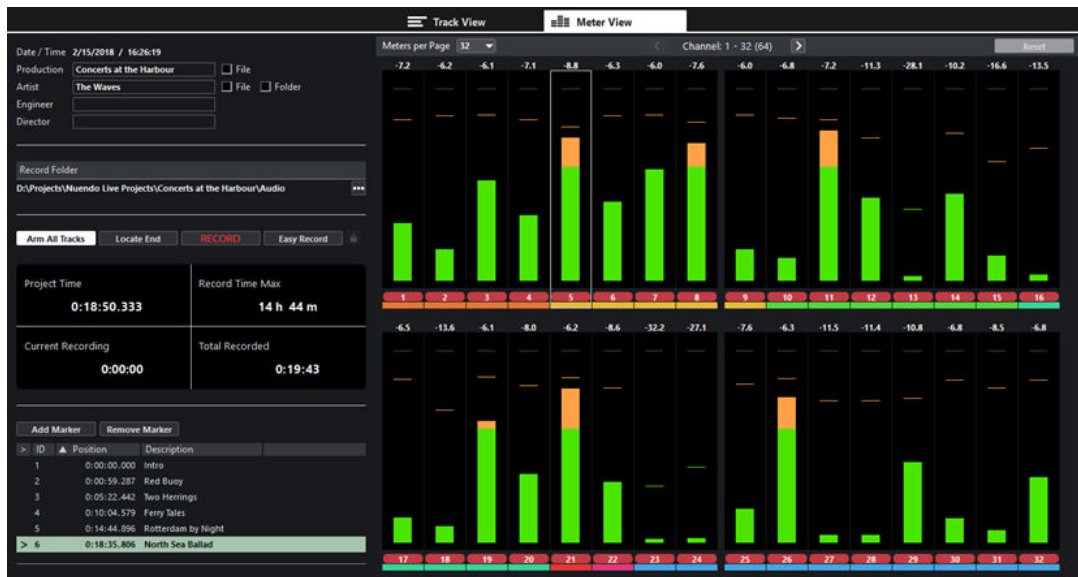 Track View
Meter View
Date / Time 2/15/2018 / 16:26:19
Production Concerts at the Harbour File
Artist The Waves File Folder
Engineer
Director
Record Folder
D:\Projects\Nuendo Live Projects\Concerts at the Harbour\Audio •••
Arm All Tracks Locate End RECORD Easy Record
Project Time Record Time Max
0:18:50.333 14 h 44 m
Current Recording Total Recorded
0:00:00 0:19:43
Add Marker Remove Marker
> ID ▲ Position Description
1 0:00:00.000 Intro
2 0:00:59.287 Red Buoy
3 0:05:22.442 Two Herrings
4 0:10:04.579 Ferry Tales
5 0:14:44.896 Rotterdam by Night
> 6 0:18:35.806 North Sea Ballad
Meters per Page 32 < Channel: 1 - 32 (64) > Reset
-7.2 -6.2 -6.1 -7.1 -8.8 -6.3 -6.0 -7.6 -6.0 -6.8 -7.2 -11.3 -28.1 -10.2 -16.6 -13.5
1 2 3 4 5 6 7 8 9 10 11 12 13 14 15 16
-6.5 -13.6 -6.1 -8.0 -6.2 -8.6 -32.2 -27.1 -7.6 -6.3 -11.5 -11.4 -10.8 -6.8 -8.5 -6.8
17 18 19 20 21 22 23 24 25 26 27 28 29 30 31 32